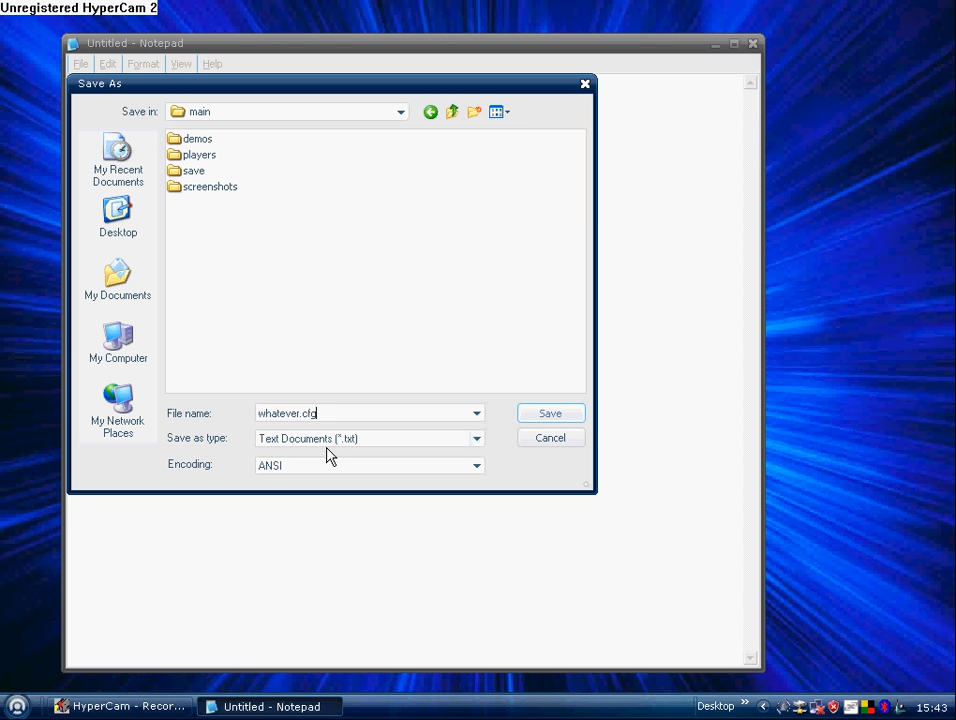 Unregistered HyperCam 2
Untitled - Notepad
File Edit Format View Help
Save As
Save in: main
demos
players
save
screenshots
My Recent
Documents
Desktop
My Documents
My Computer
My Network
Places
File name: whatever.cfg Save
Save as type: Text Documents (*.txt) Cancel
Encoding: ANSI
HyperCam - Recor... Untitled - Notepad Desktop » 15:43